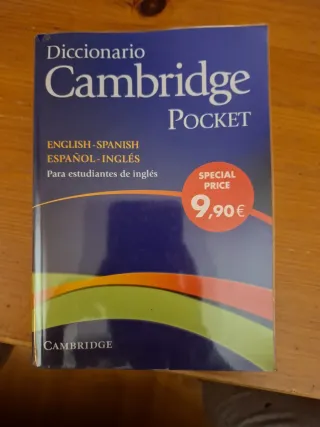 Diccionario
Cambridge
POCKET
ENGLISH-SPANISH
ESPAÑOL-INGLÉS
Para estudiantes de inglés
SPECIAL
PRICE
9,90€
CAMBRIDGE